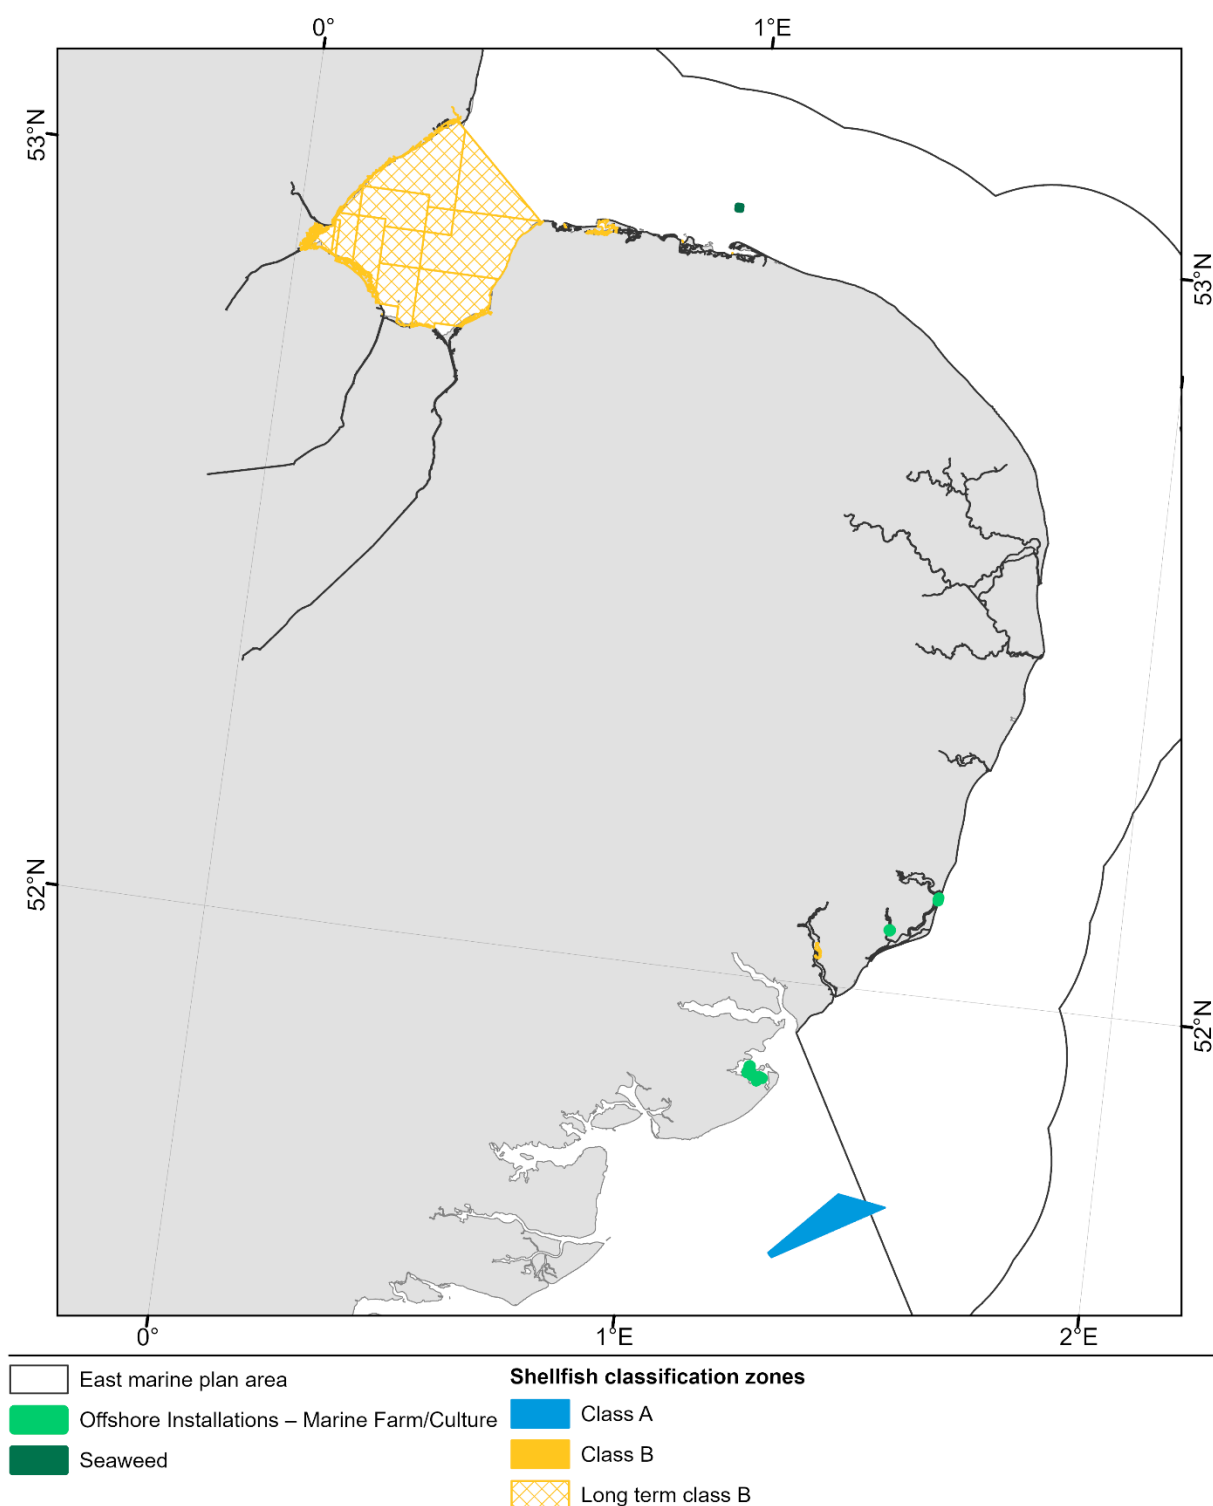 0° 1°E
53°N
53°N
52°N
52°N
0° 1°E 2°E
East marine plan area
Offshore Installations – Marine Farm/Culture
Seaweed
Shellfish classification zones
Class A
Class B
Long term class B